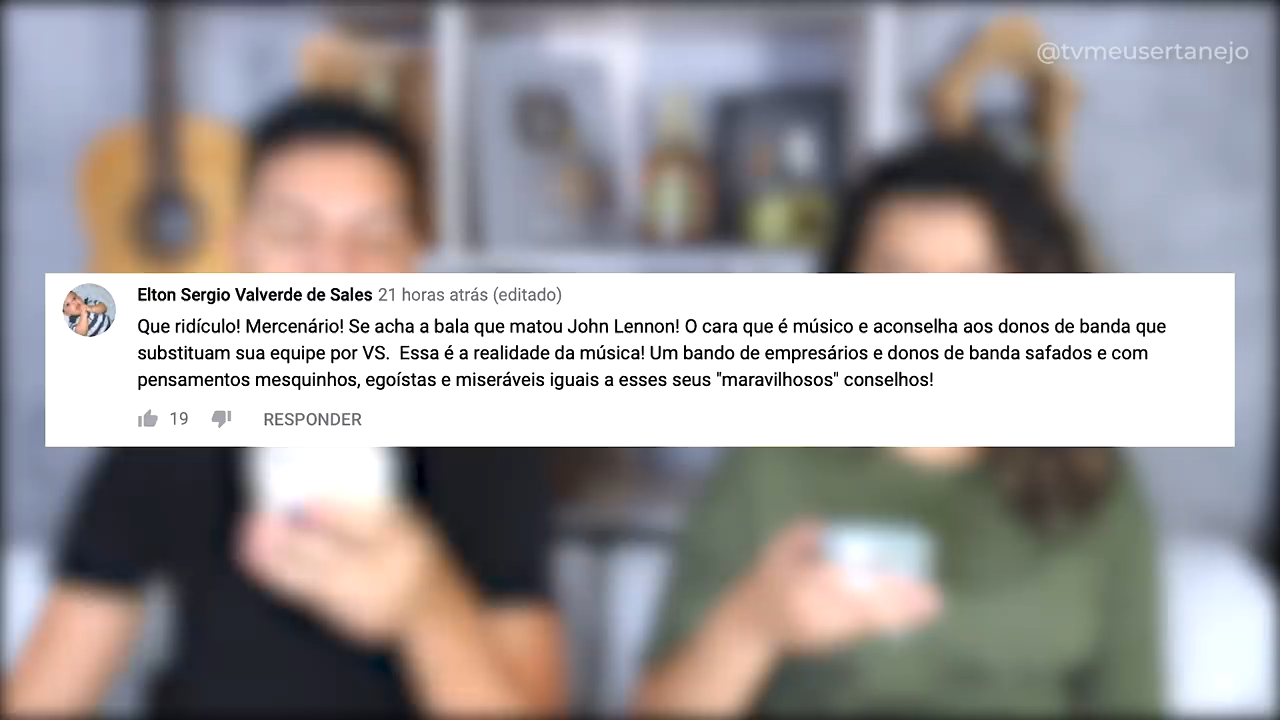 @tvmeusertanejo
Elton Sergio Valverde de Sales 21 horas atrás (editado)
Que ridículo! Mercenário! Se acha a bala que matou John Lennon! O cara que é músico e aconselha aos donos de banda que
substituam sua equipe por VS.  Essa é a realidade da música! Um bando de empresários e donos de banda safados e com
pensamentos mesquinhos, egoístas e miseráveis iguais a esses seus "maravilhosos" conselhos!
19 RESPONDER